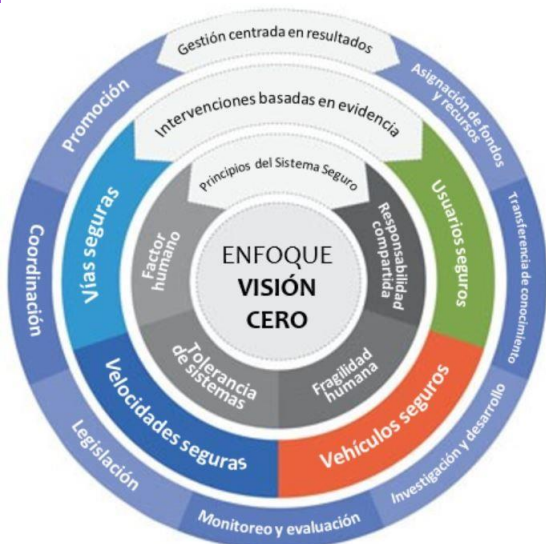 Gestión centrada en resultados
Intervenciones basadas en evidencia
Principios del Sistema Seguro
ENFOQUE
VISIÓN
CERO
Factor
humano
Responsabilidad
compartida
Tolerancia
de sistemas
Fragilidad
humana
Vías seguras
Usuarios seguros
Velocidades seguras
Vehículos seguros
Promoción
Asignación de fondos
y recursos
Coordinación
Transferencia de conocimiento
Legislación
Investigación y desarrollo
Monitoreo y evaluación